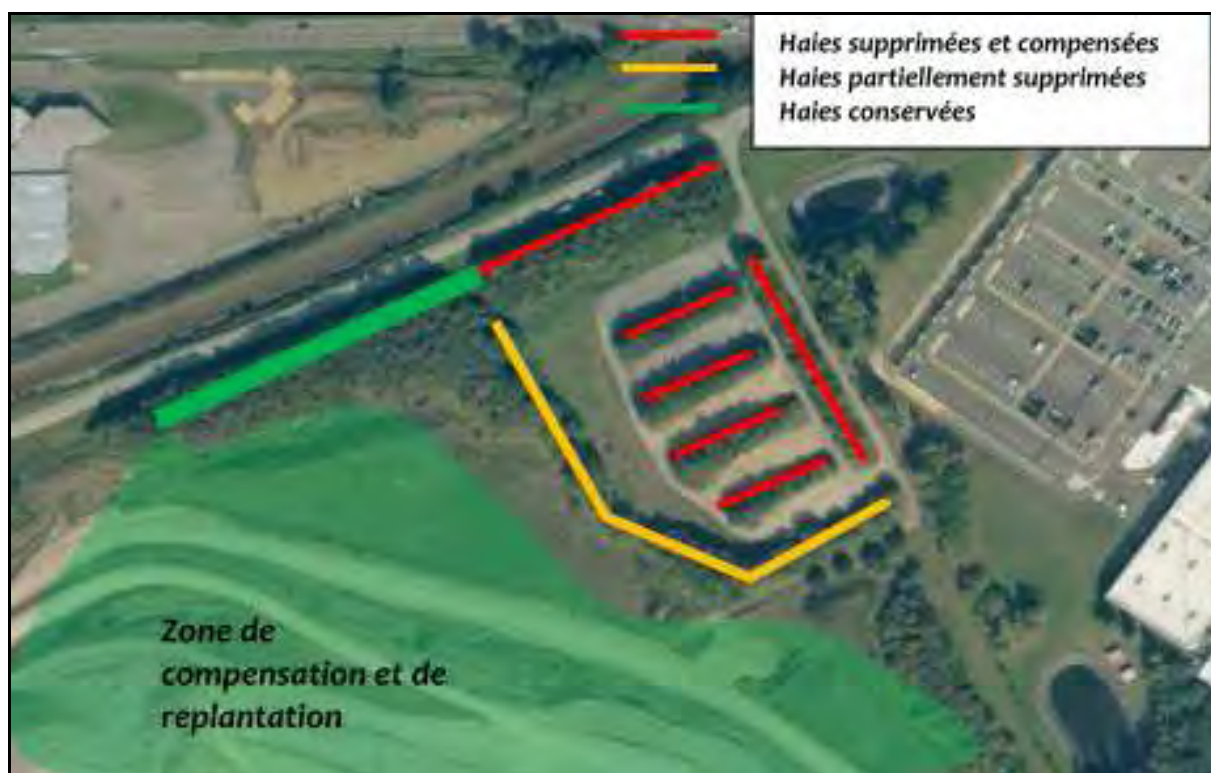 Haies supprimées et compensées
Haies partiellement supprimées
Haies conservées
Zone de
compensation et de
replantation